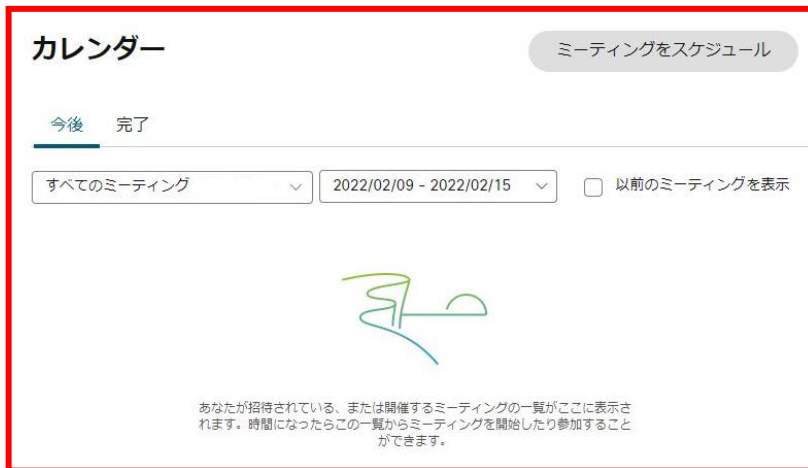 カレンダー
ミーティングをスケジュール
今後 完了
すべてのミーティング 2022/02/09 - 2022/02/15 以前のミーティングを表示
あなたが招待されている、または開催するミーティングの一覧がここに表示さ
れます。時間になったらこの一覧からミーティングを開始したり参加すること
ができます。